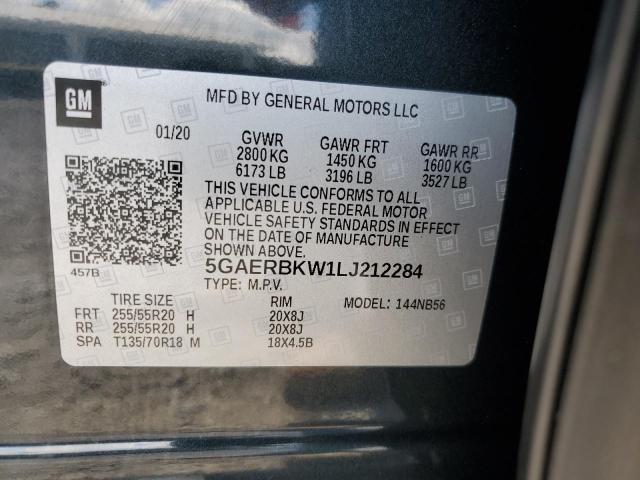 GM
MFD BY GENERAL MOTORS LLC
01/20 GVWR GAWR FRT GAWR RR
2800 KG 1450 KG 1600 KG
6173 LB 3196 LB 3527 LB
THIS VEHICLE CONFORMS TO ALL
APPLICABLE U.S. FEDERAL MOTOR
VEHICLE SAFETY STANDARDS IN EFFECT
ON THE DATE OF MANUFACTURE
SHOWN ABOVE.
457B
5GAERBKW1LJ212284
TYPE: M.P.V.
TIRE SIZE RIM MODEL: 144NB56
FRT 255/55R20 H 20X8J
RR 255/55R20 H 20X8J
SPA T135/70R18 M 18X4.5B